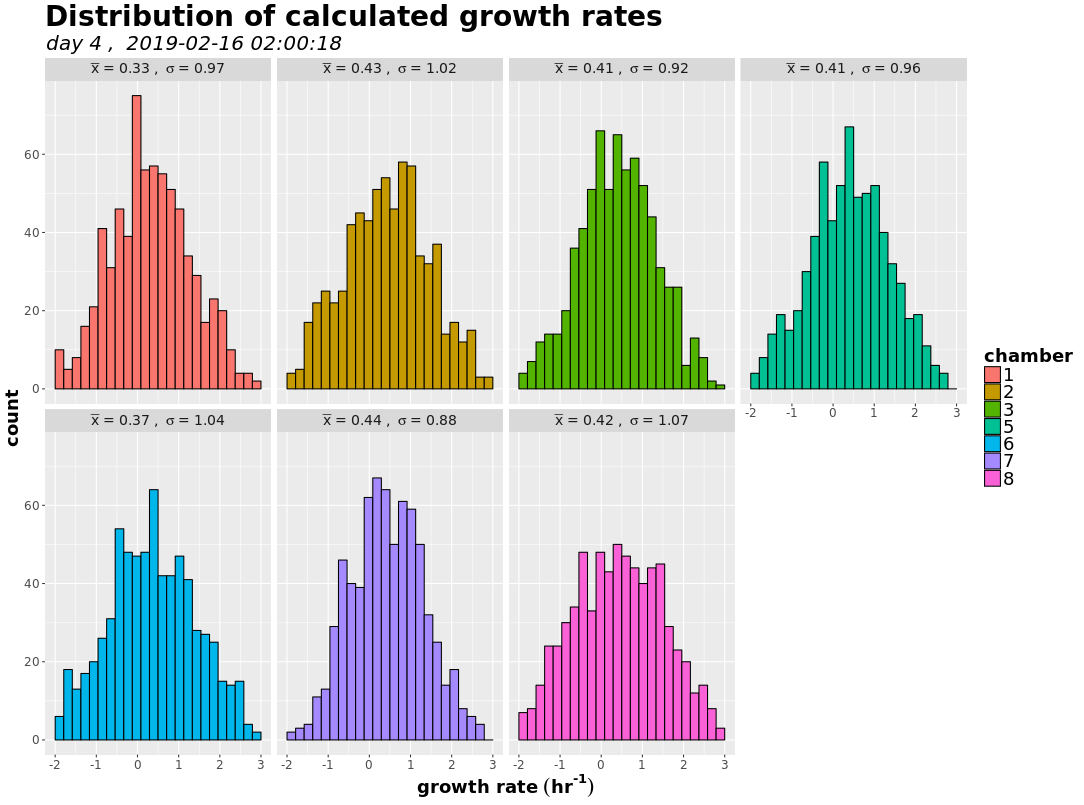 Distribution of calculated growth rates
day 4 ,  2019-02-16 02:00:18
x̅ = 0.33 ,  σ = 0.97
x̅ = 0.43 ,  σ = 1.02
x̅ = 0.41 ,  σ = 0.92
x̅ = 0.41 ,  σ = 0.96
60
40
20
0
-2 -1 0 1 2 3
x̅ = 0.37 ,  σ = 1.04
x̅ = 0.44 ,  σ = 0.88
x̅ = 0.42 ,  σ = 1.07
60
40
20
0
-2 -1 0 1 2 3
-2 -1 0 1 2 3
-2 -1 0 1 2 3
count
growth rate (hr⁻¹)
chamber
1
2
3
5
6
7
8